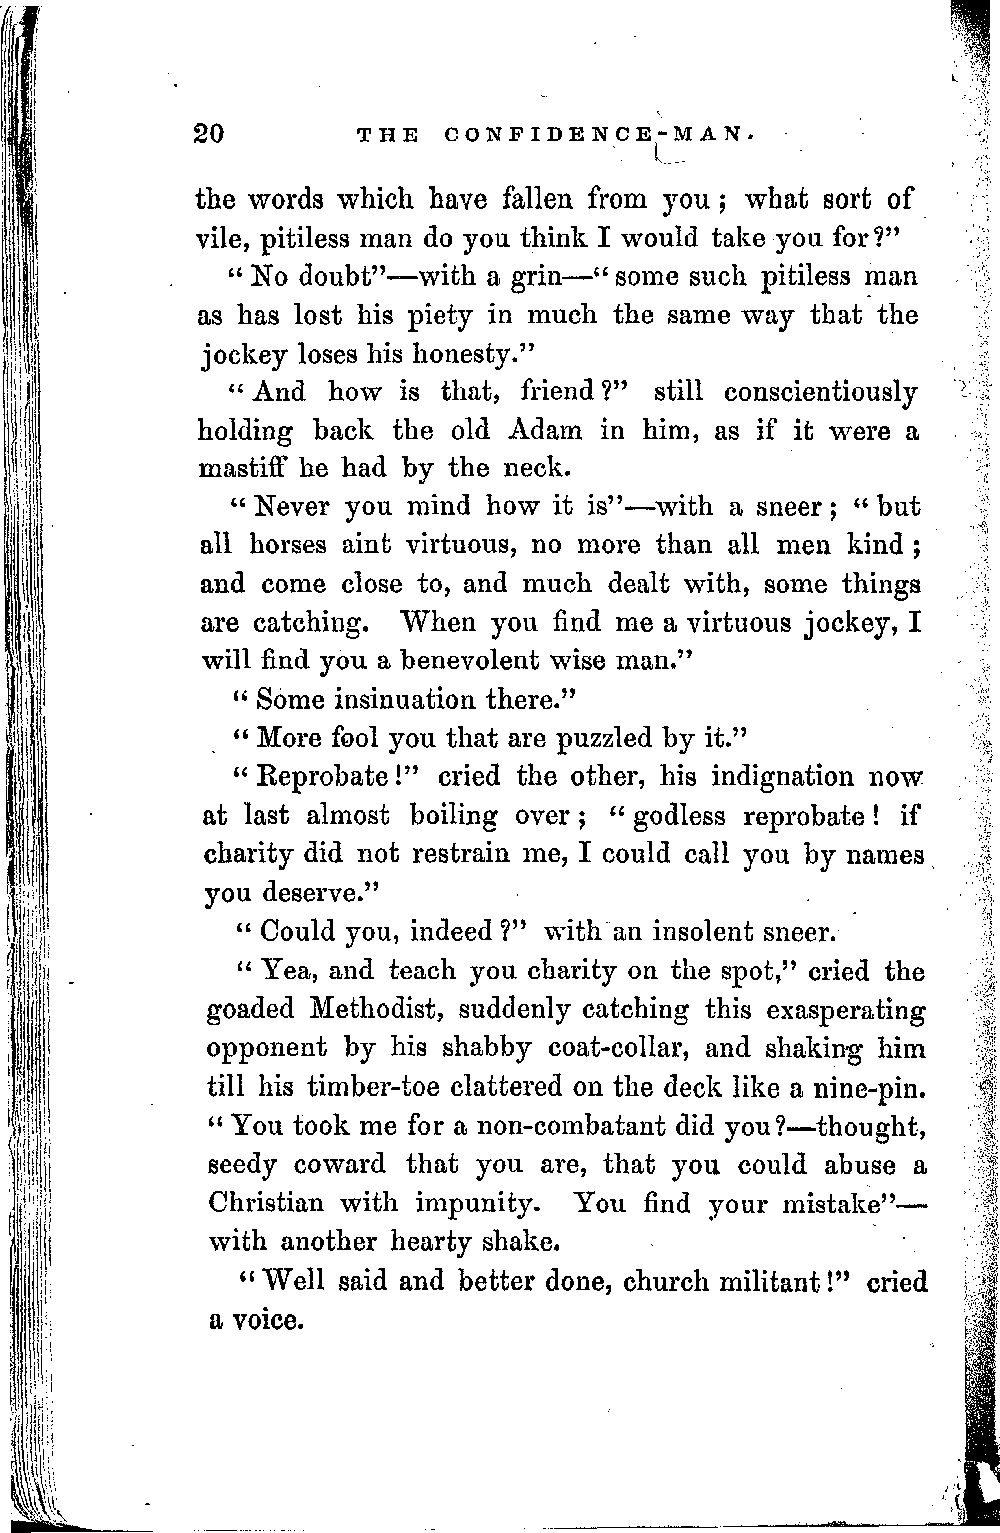 20 THE CONFIDENCE-MAN.
the words which have fallen from you; what sort of
vile, pitiless man do you think I would take you for?"
"No doubt"—with a grin—"some such pitiless man
as has lost his piety in much the same way that the
jockey loses his honesty."
"And how is that, friend?" still conscientiously
holding back the old Adam in him, as if it were a
mastiff he had by the neck.
"Never you mind how it is"—with a sneer; "but
all horses aint virtuous, no more than all men kind;
and come close to, and much dealt with, some things
are catching. When you find me a virtuous jockey, I
will find you a benevolent wise man."
"Some insinuation there."
"More fool you that are puzzled by it."
"Reprobate!" cried the other, his indignation now
at last almost boiling over; "godless reprobate! if
charity did not restrain me, I could call you by names
you deserve."
"Could you, indeed?" with an insolent sneer.
"Yea, and teach you charity on the spot," cried the
goaded Methodist, suddenly catching this exasperating
opponent by his shabby coat-collar, and shaking him
till his timber-toe clattered on the deck like a nine-pin.
"You took me for a non-combatant did you?—thought,
seedy coward that you are, that you could abuse a
Christian with impunity. You find your mistake"—
with another hearty shake.
"Well said and better done, church militant!" cried
a voice.